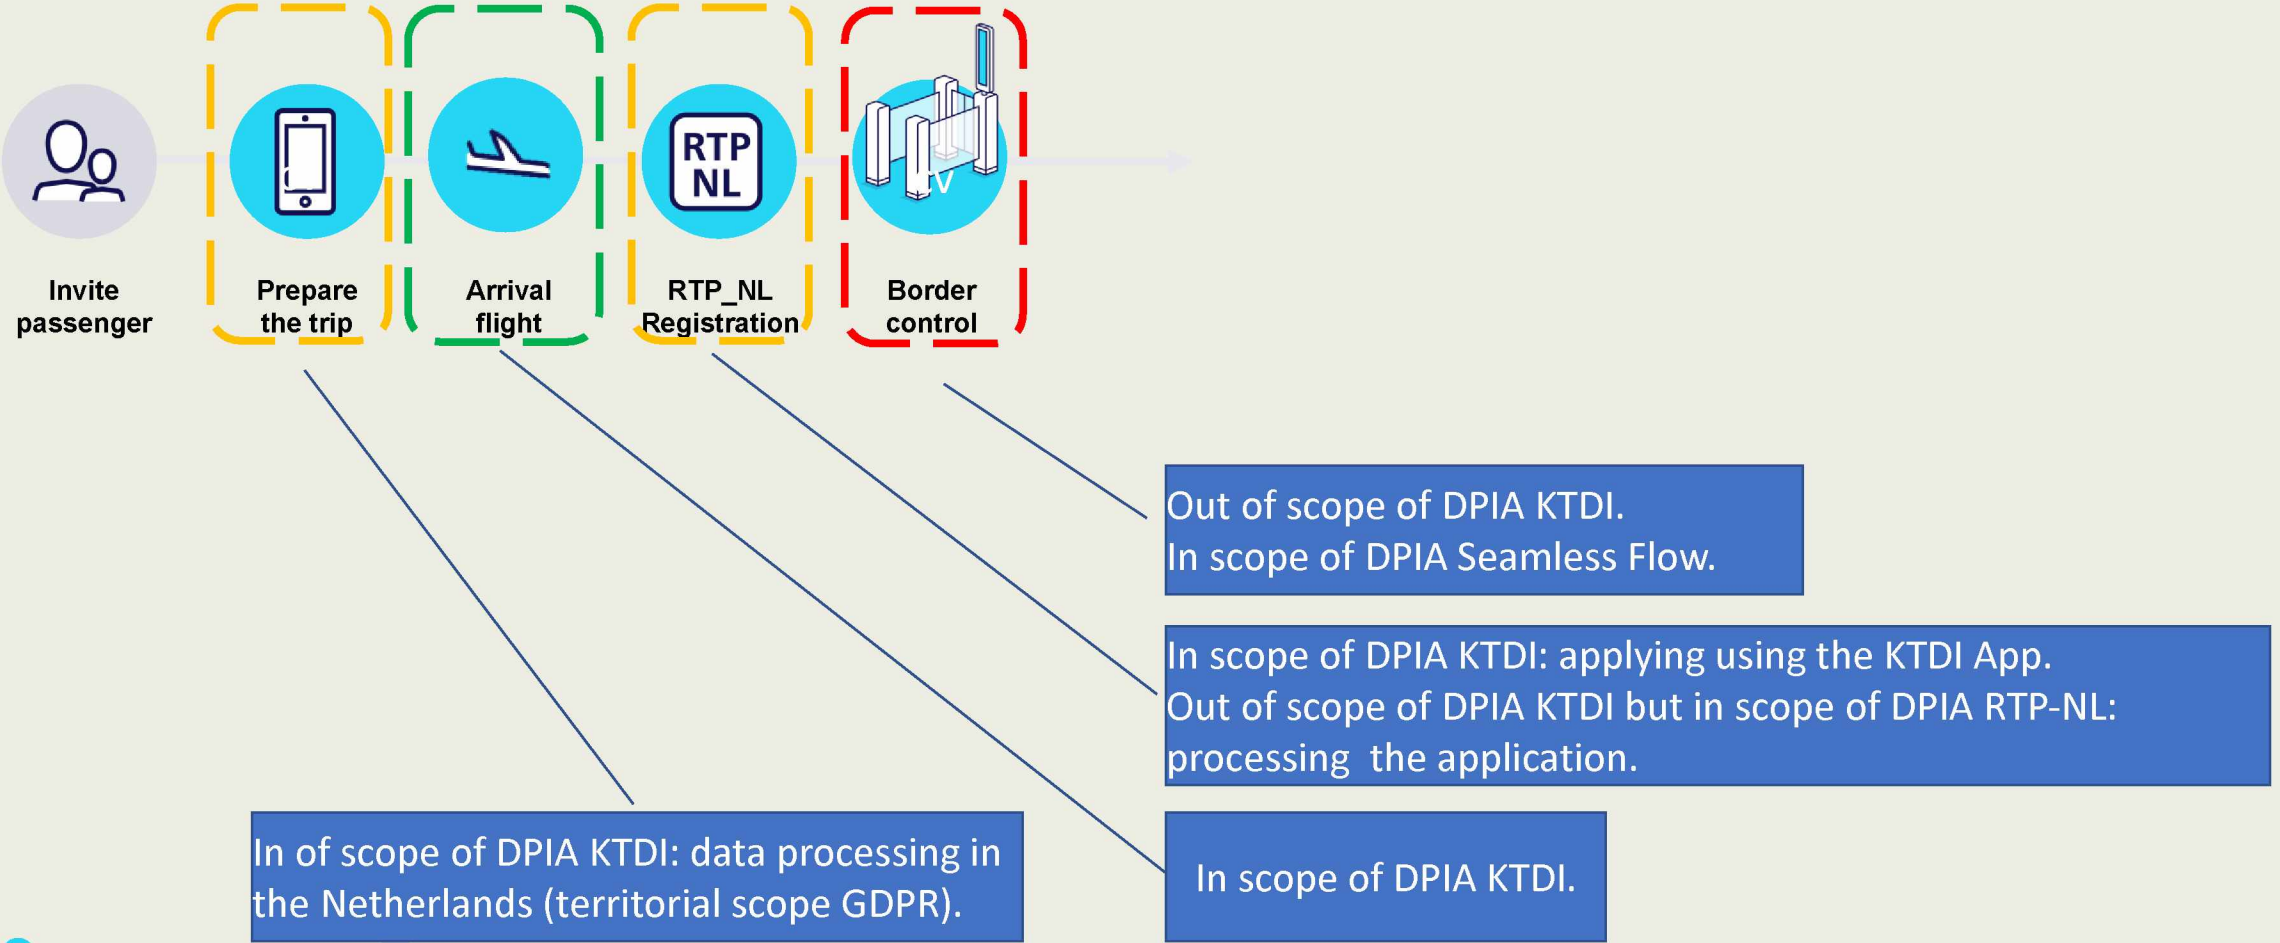 RTP
NL
Invite
passenger
Prepare
the trip
Arrival
flight
RTP_NL
Registration
Border
control
Out of scope of DPIA KTDI.
In scope of DPIA Seamless Flow.
In scope of DPIA KTDI: applying using the KTDI App.
Out of scope of DPIA KTDI but in scope of DPIA RTP-NL:
processing  the application.
In of scope of DPIA KTDI: data processing in
the Netherlands (territorial scope GDPR).
In scope of DPIA KTDI.